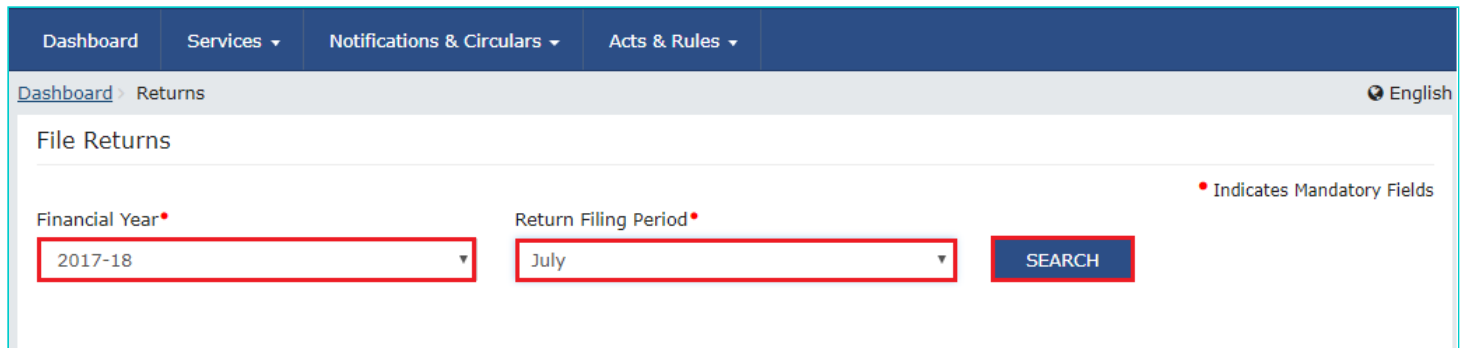 Dashboard Services Notifications & Circulars Acts & Rules
Dashboard > Returns English
File Returns
• Indicates Mandatory Fields
Financial Year• Return Filing Period•
2017-18 July SEARCH